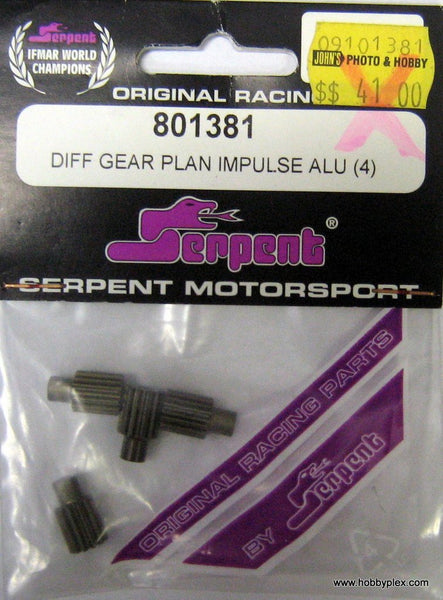 Serpent
IFMAR WORLD
CHAMPIONS
09101381
JOHN'S PHOTO & HOBBY
$$ 41.00
ORIGINAL RACIN
801381
DIFF GEAR PLAN IMPULSE ALU (4)
Serpent®
SERPENT MOTORSPORT
ORIGINAL RACING PARTS
BY Serpent
www.hobbyplex.com